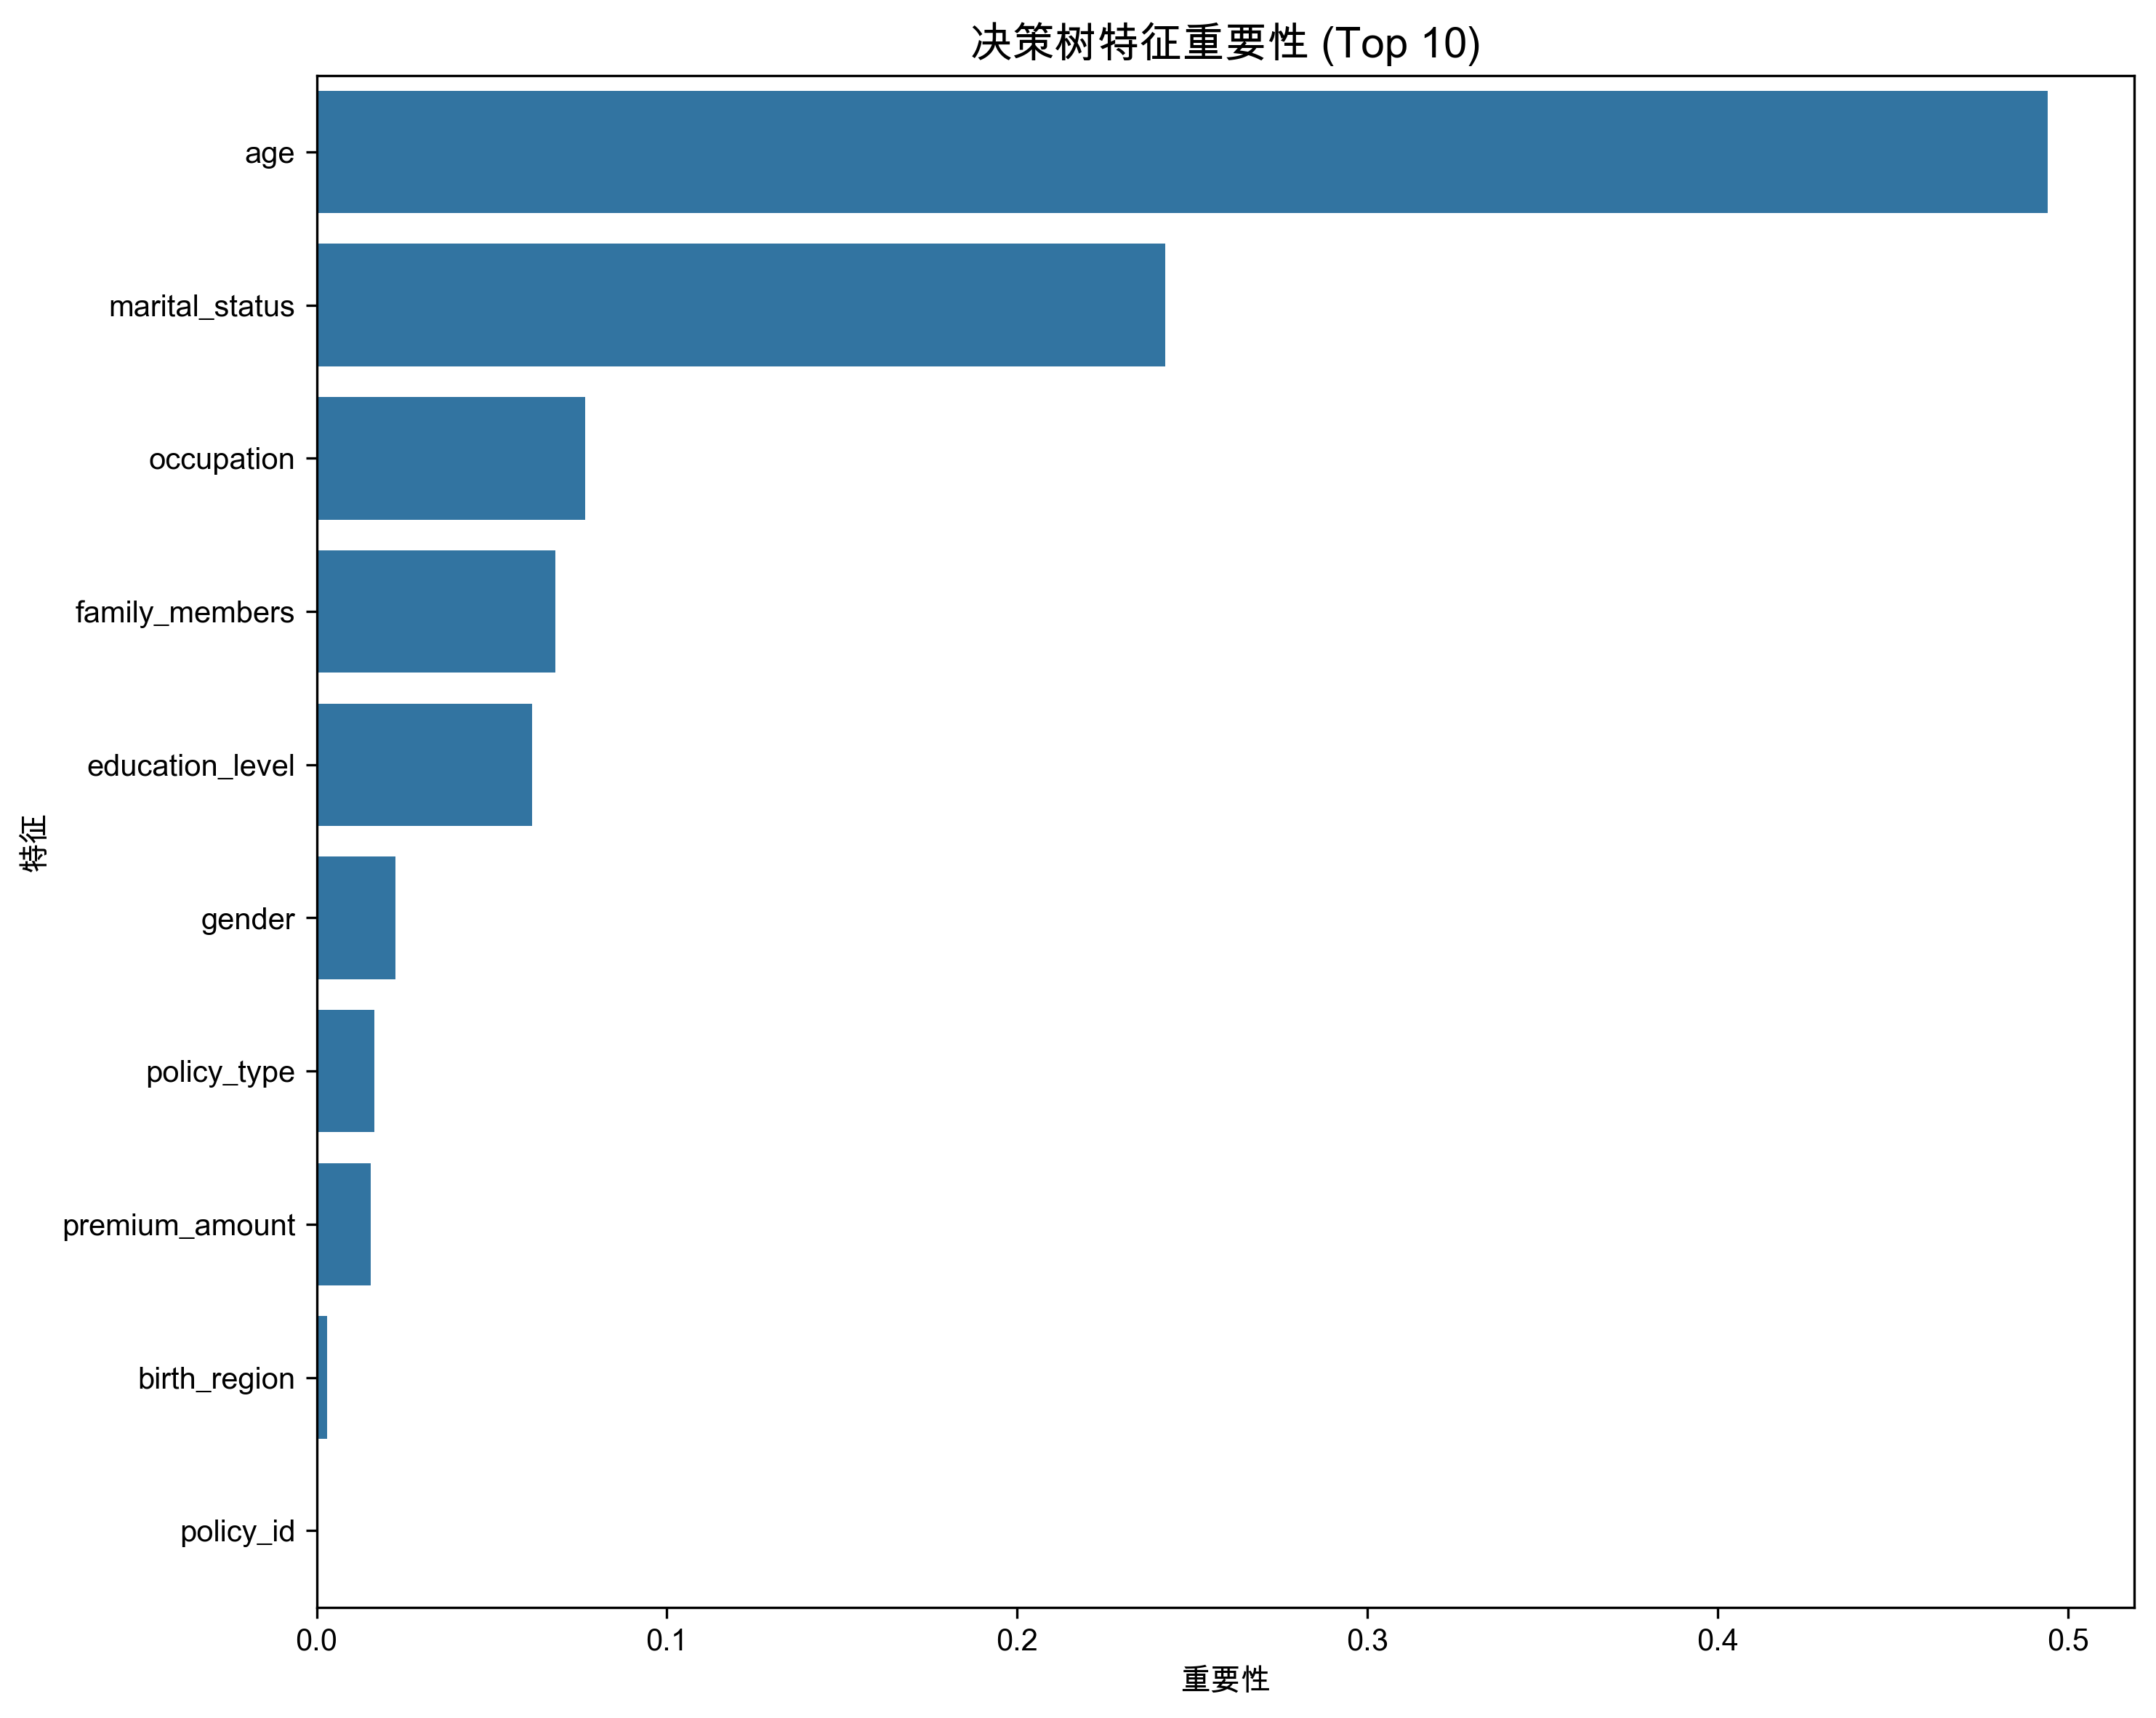 决策树特征重要性 (Top 10)
age
marital_status
occupation
family_members
education_level
gender
policy_type
premium_amount
birth_region
policy_id
特征
0.0 0.1 0.2 0.3 0.4 0.5
重要性